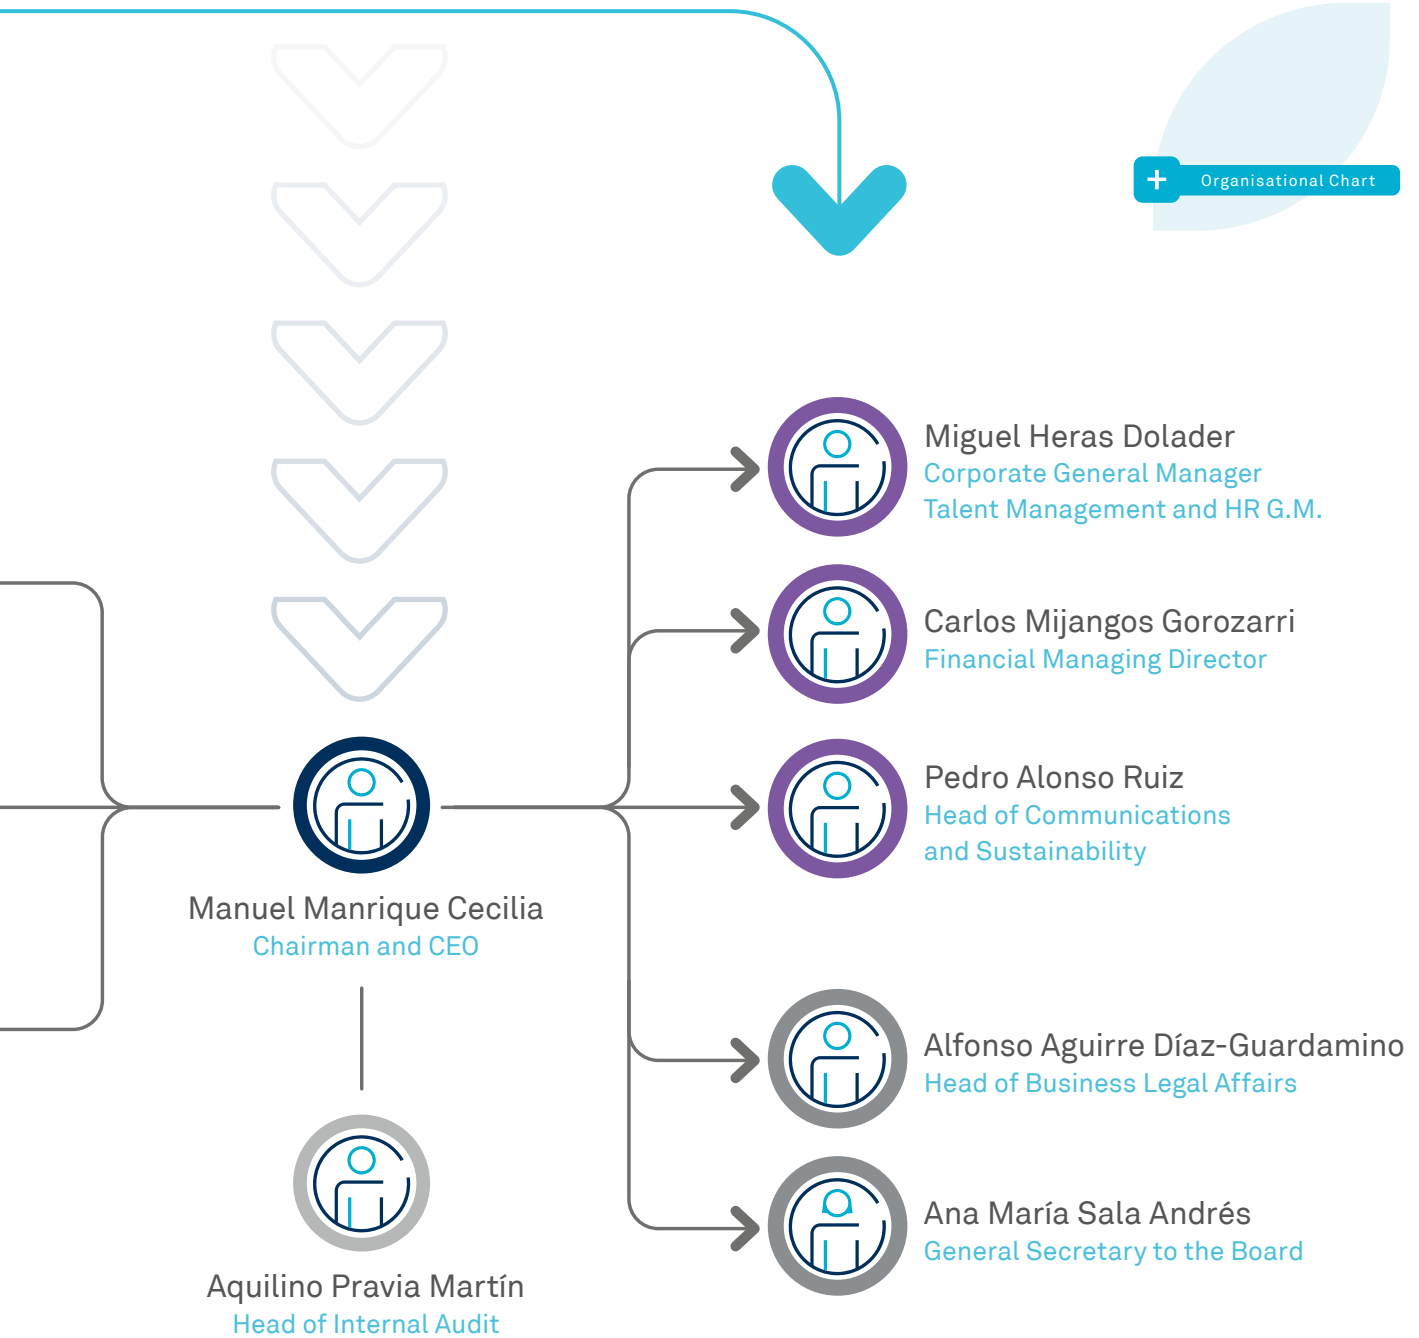 + Organisational Chart
Miguel Heras Dolader
Corporate General Manager
Talent Management and HR G.M.
Carlos Mijangos Gorozarri
Financial Managing Director
Pedro Alonso Ruiz
Head of Communications
and Sustainability
Manuel Manrique Cecilia
Chairman and CEO
Alfonso Aguirre Díaz-Guardamino
Head of Business Legal Affairs
Ana María Sala Andrés
General Secretary to the Board
Aquilino Pravia Martín
Head of Internal Audit